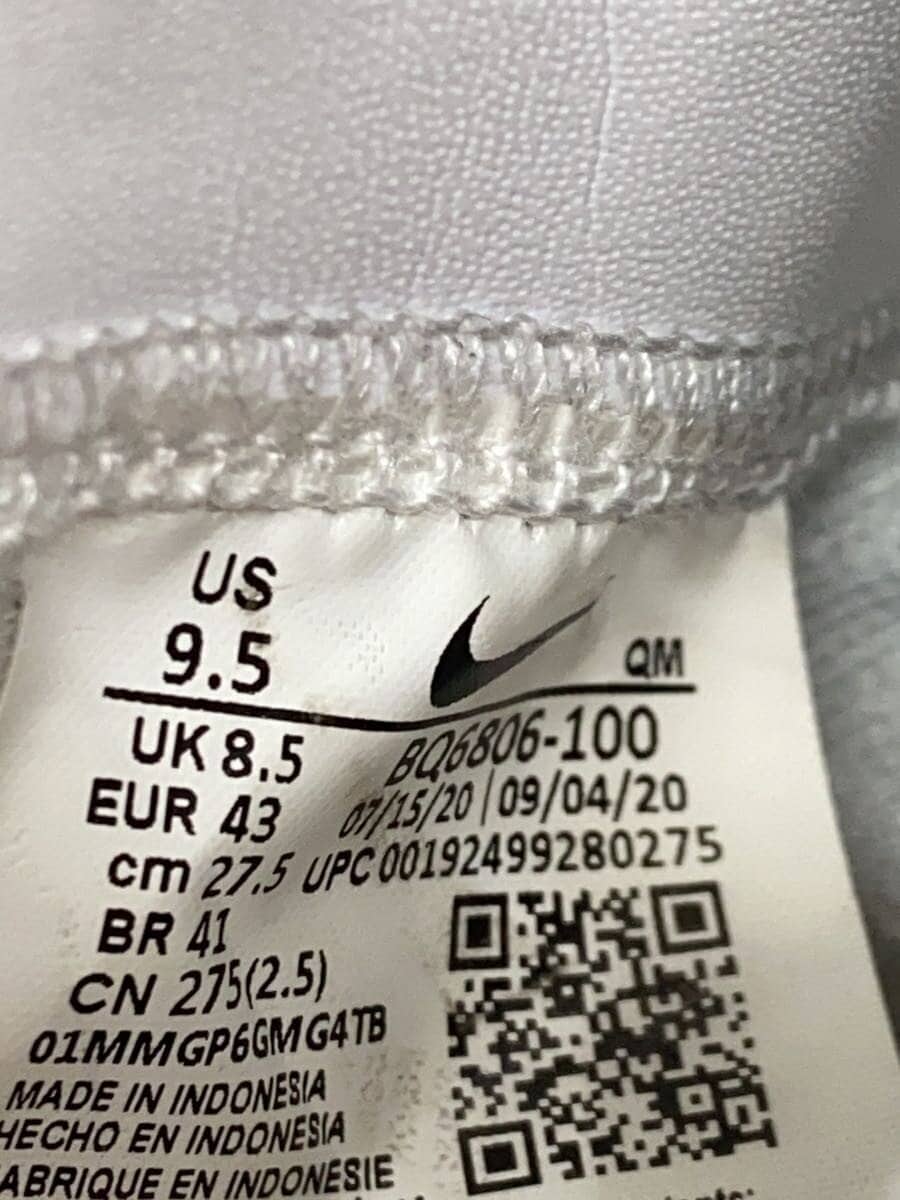 US
9.5
QM
UK 8.5 BQ6806-100
EUR 43 07/15/20 | 09/04/20
cm 27.5 UPC 00192499280275
BR 41
CN 275(2.5)
01MMGP6GMG4TB
MADE IN INDONESIA
HECHO EN INDONESIA
ABRIQUE EN INDONESIE